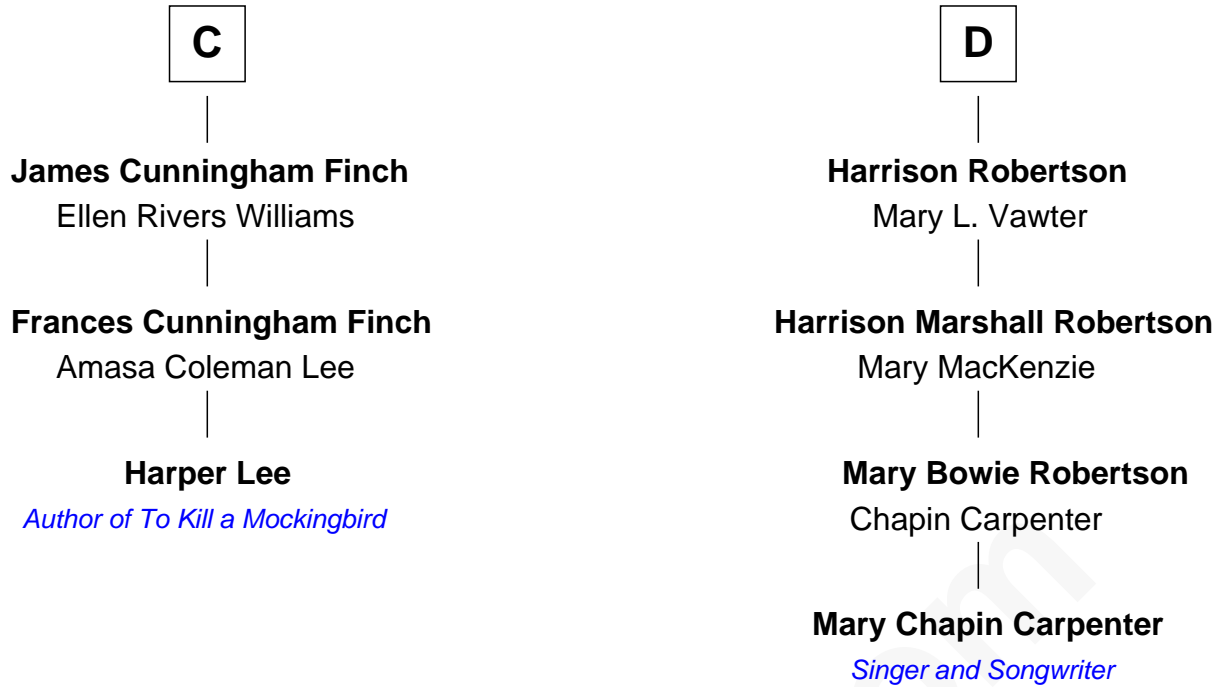 C
James Cunningham Finch
Ellen Rivers Williams
Frances Cunningham Finch
Amasa Coleman Lee
Harper Lee
Author of To Kill a Mockingbird
D
Harrison Robertson
Mary L. Vawter
Harrison Marshall Robertson
Mary MacKenzie
Mary Bowie Robertson
Chapin Carpenter
Mary Chapin Carpenter
Singer and Songwriter